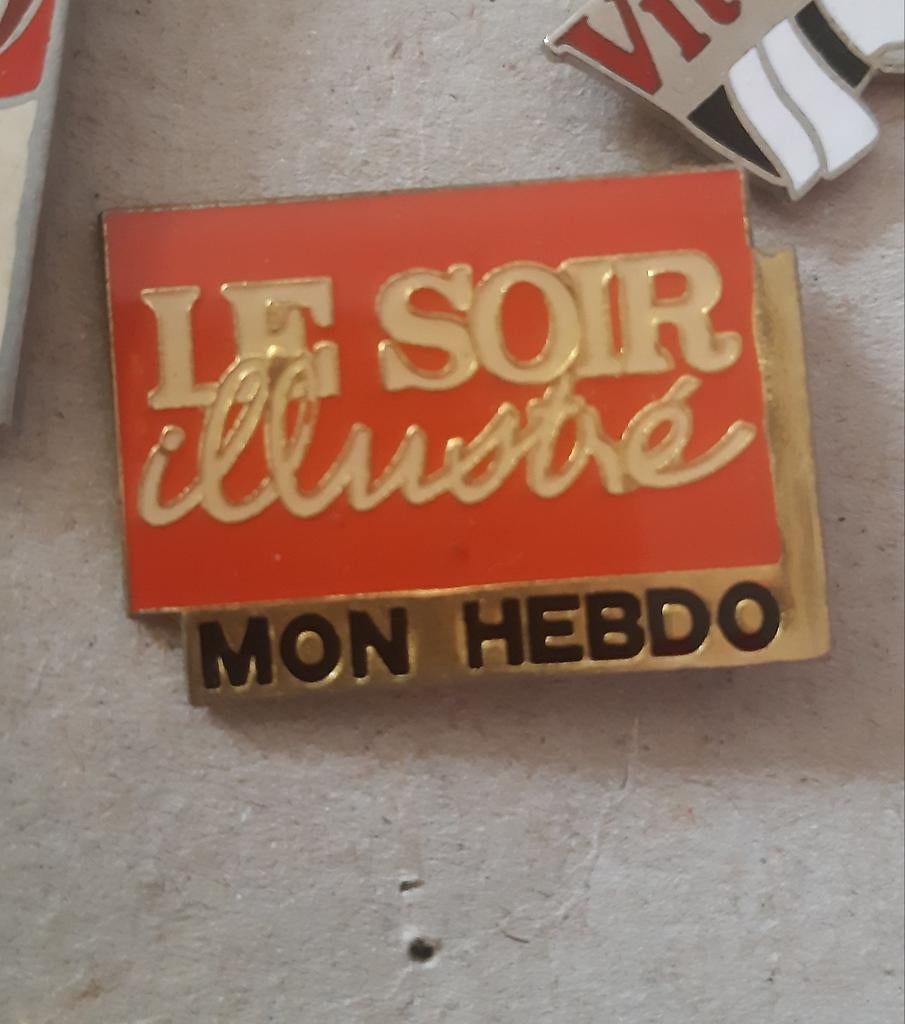 LE SOIR
illustré
MON HEBDO